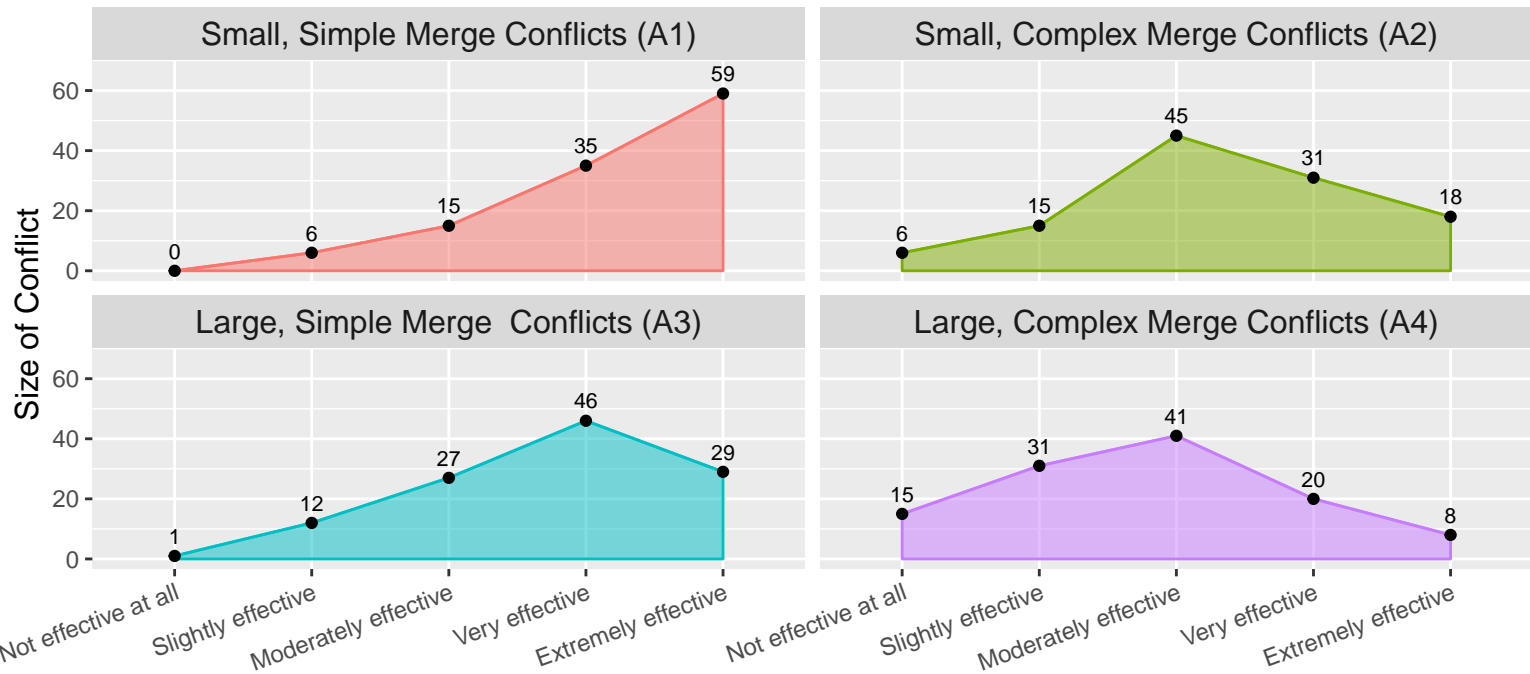 Small, Simple Merge Conflicts (A1)
Small, Complex Merge Conflicts (A2)
Size of Conflict
60
40
20
0
0
6
15
35
59
6
15
45
31
18
Large, Simple Merge  Conflicts (A3)
Large, Complex Merge Conflicts (A4)
60
40
20
0
1
12
27
46
29
15
31
41
20
8
Not effective at all
Slightly effective
Moderately effective
Very effective
Extremely effective
Not effective at all
Slightly effective
Moderately effective
Very effective
Extremely effective